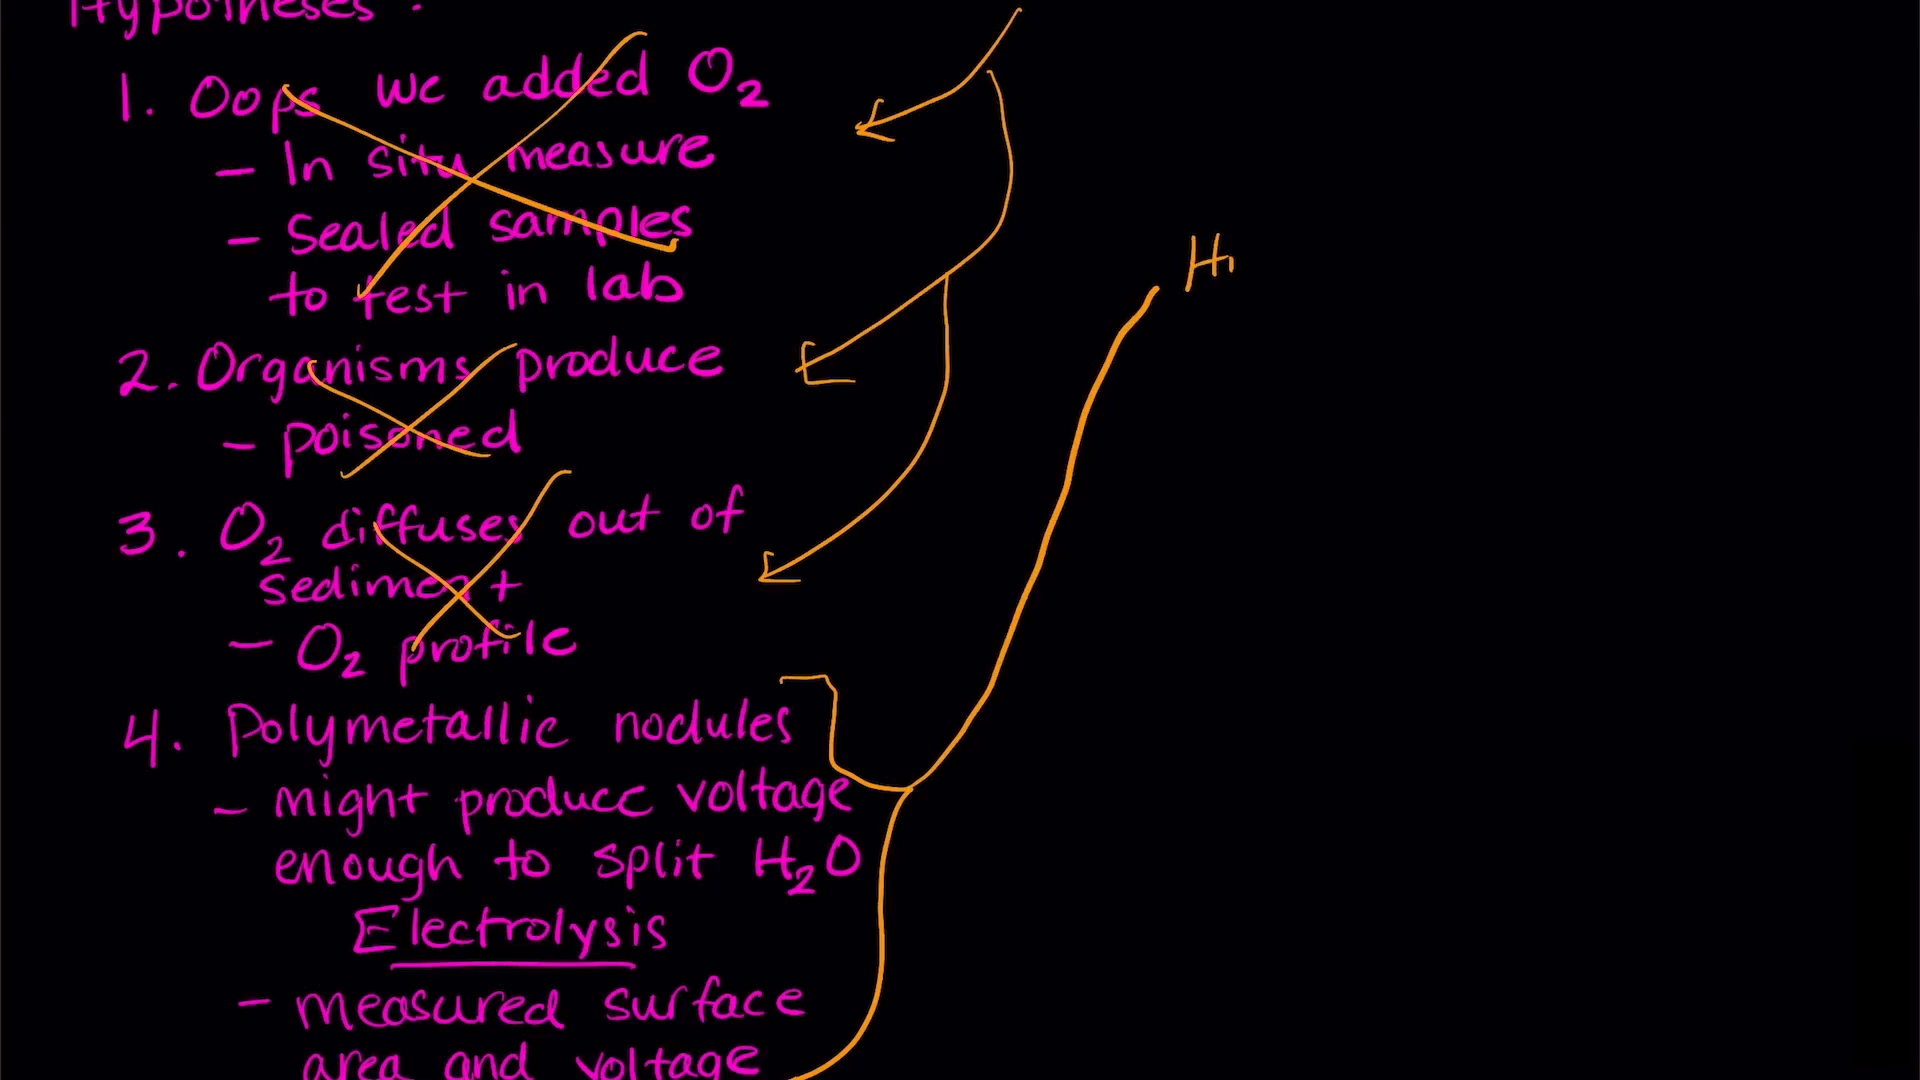 Hypotheses:
1. Oops we added O₂
- In situ measure
- Sealed samples
to test in lab
2. Organisms produce
- poisoned
3. O₂ diffuses out of
sediment
- O₂ profile
4. Polymetallic nodules
- might produce voltage
enough to split H₂O
Electrolysis
- measured surface
area and voltage
Hi